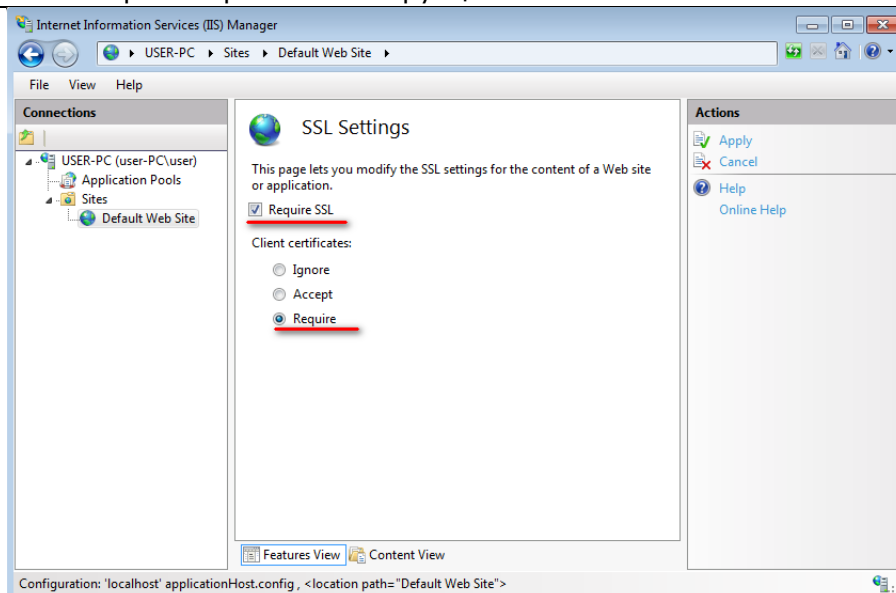 Internet Information Services (IIS) Manager
USER-PC Sites Default Web Site
File View Help
Connections
USER-PC (user-PC\user)
Application Pools
Sites
Default Web Site
SSL Settings
This page lets you modify the SSL settings for the content of a Web site
or application.
Require SSL
Client certificates:
Ignore
Accept
Require
Features View Content View
Actions
Apply
Cancel
Help
Online Help
Configuration: 'localhost' applicationHost.config , <location path="Default Web Site">